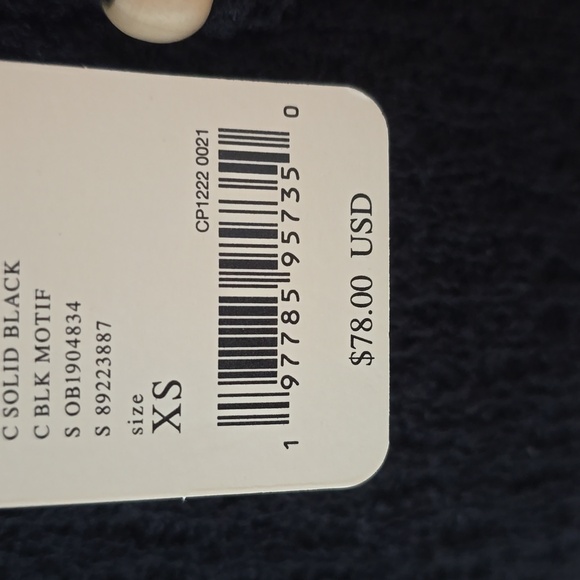 C SOLID BLACK
C BLK MOTIF
S OB1904834
S 89223887
size
XS
CP1222 0021
1 97785 95735 0
$78.00 USD